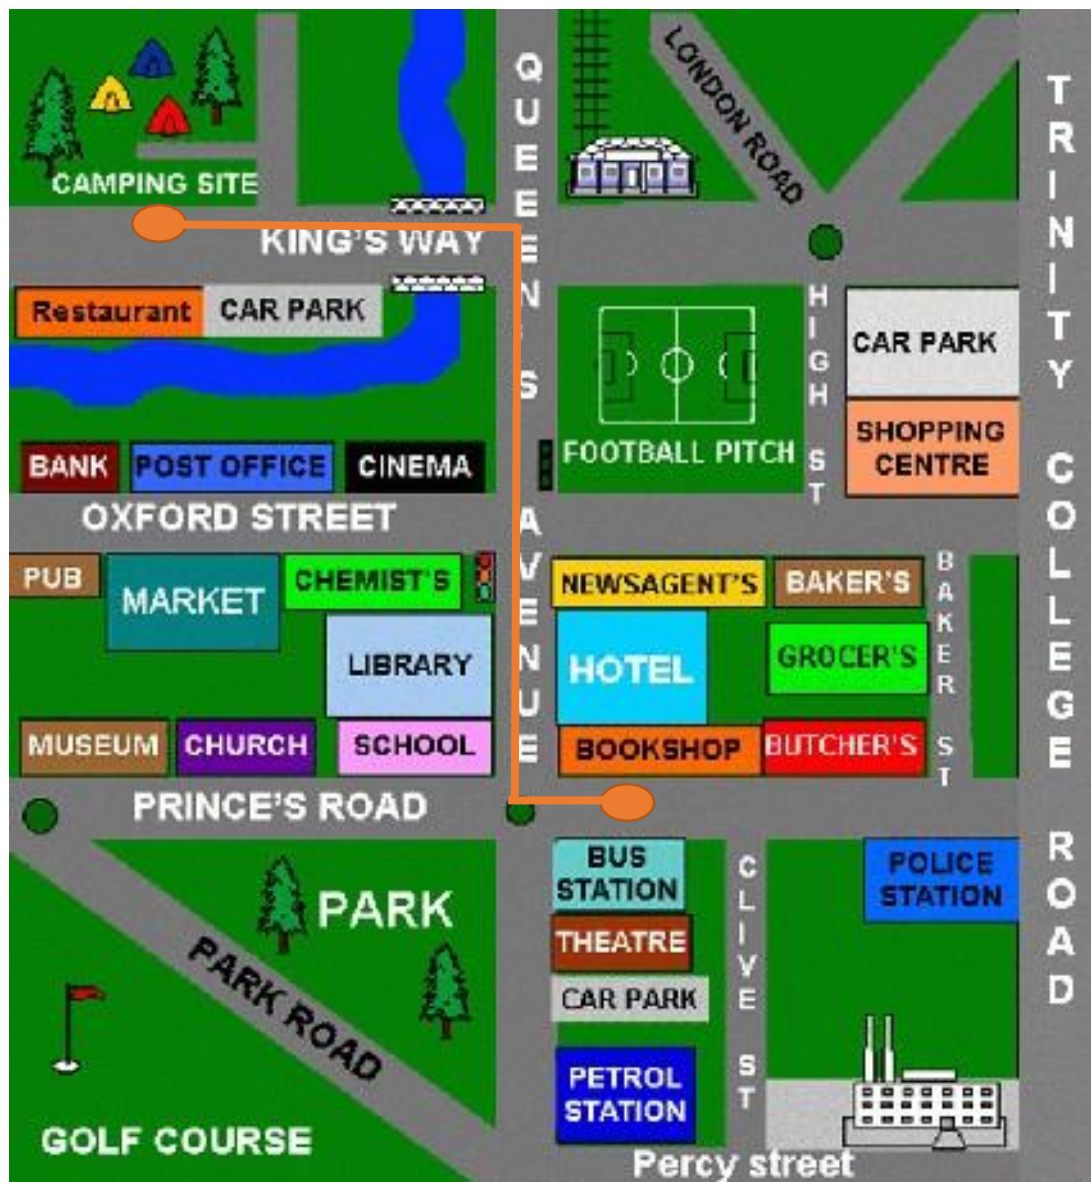 QUEEN'S AVENUE
LONDON ROAD
TRINITY COLLEGE ROAD
CAMPING SITE
KING'S WAY
Restaurant
CAR PARK
HIGH ST
CAR PARK
FOOTBALL PITCH
SHOPPING
CENTRE
BANK
POST OFFICE
CINEMA
OXFORD STREET
PUB
MARKET
CHEMIST'S
NEWSAGENT'S
BAKER'S
BAKER ST
LIBRARY
HOTEL
GROCER'S
MUSEUM
CHURCH
SCHOOL
BOOKSHOP
BUTCHER'S
PRINCE'S ROAD
BUS
STATION
CLIVE ST
POLICE
STATION
PARK
THEATRE
PARK ROAD
CAR PARK
PETROL
STATION
GOLF COURSE
Percy street